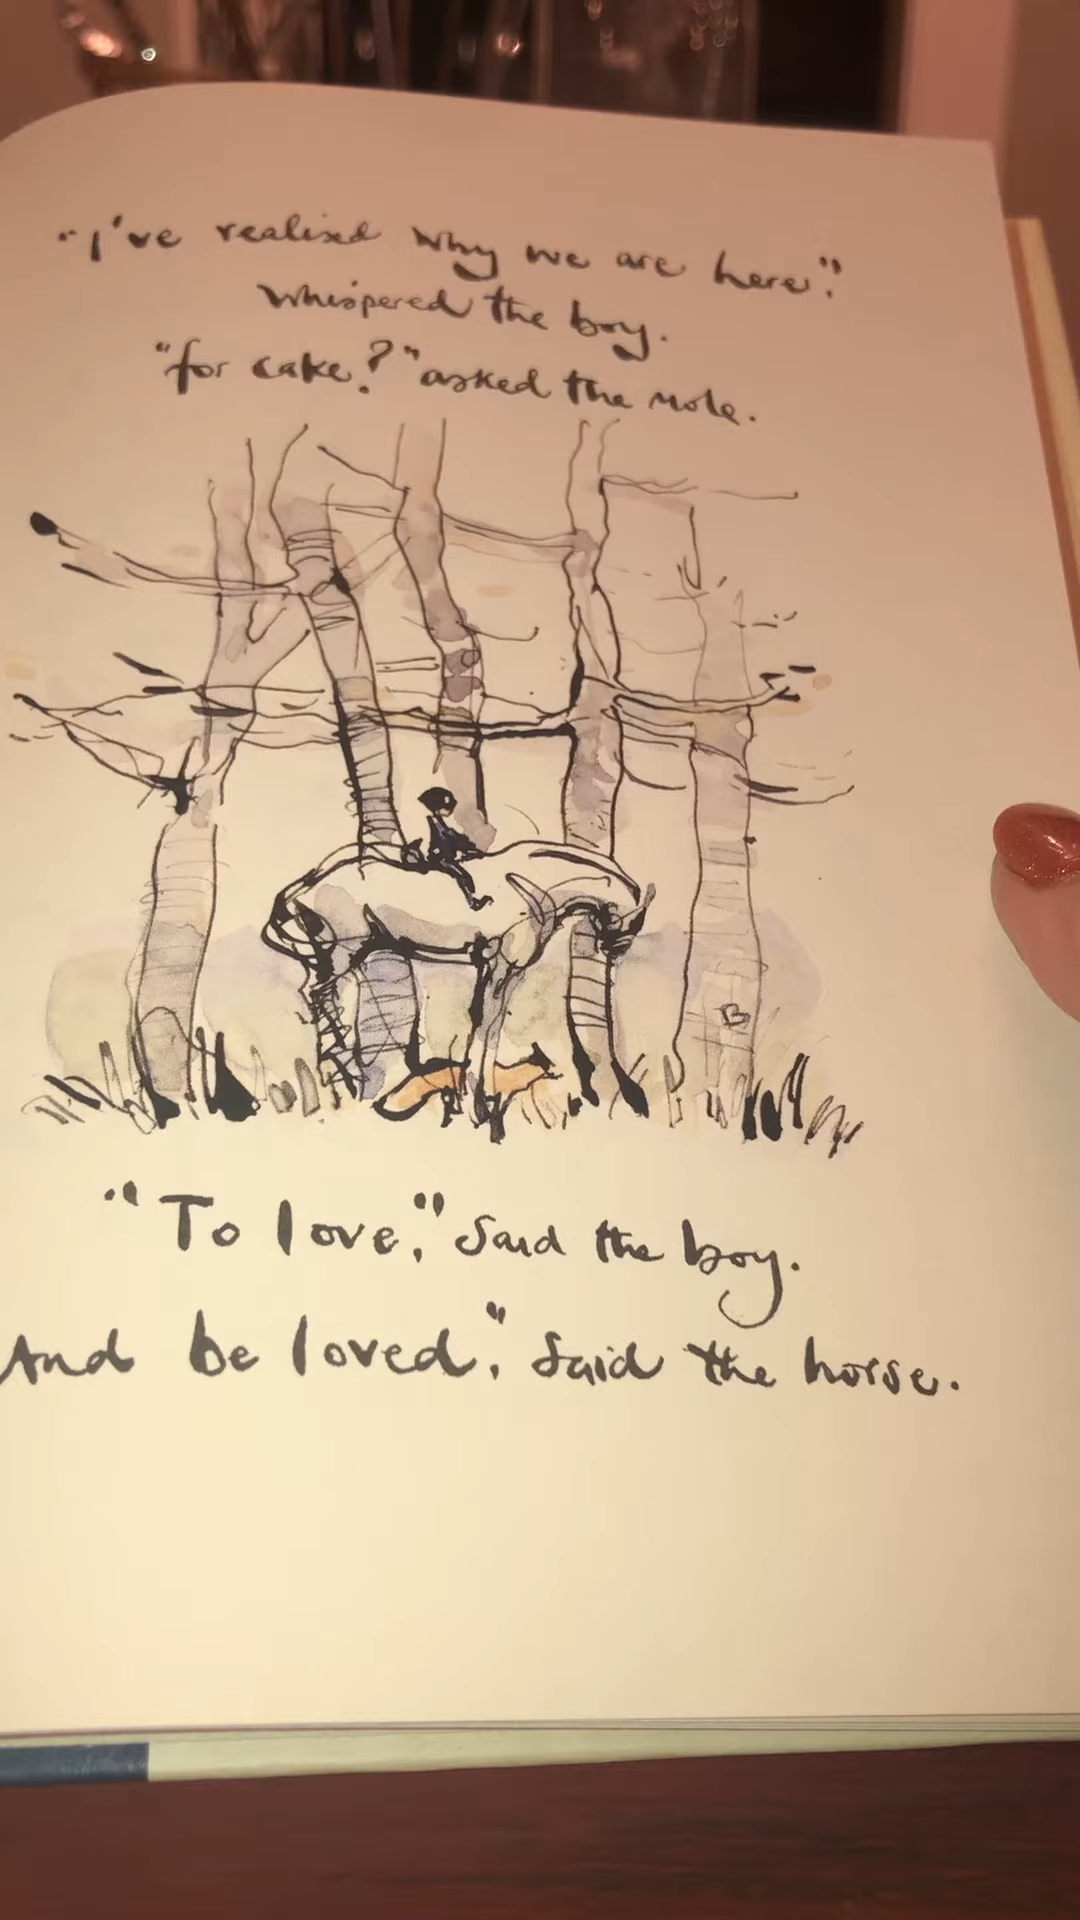 "I've realised why we are here."
whispered the boy.
"for cake?" asked the mole.
B
"To love," said the boy.
And be loved," said the horse.